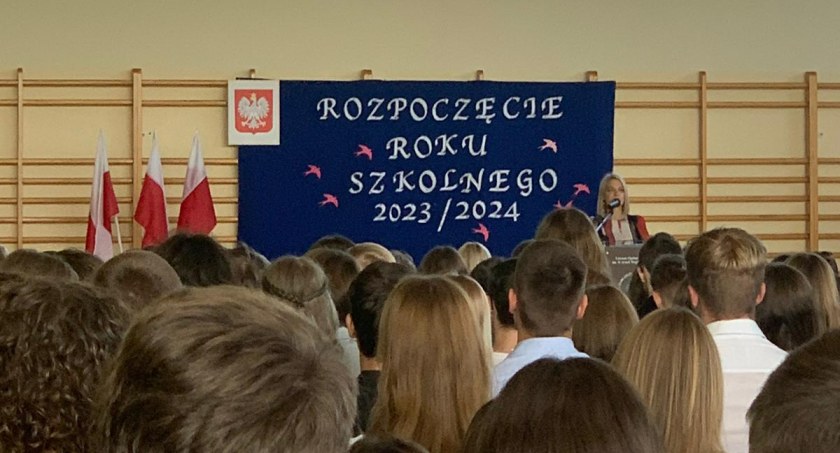 ROZPOCZĘCIE
ROKU
SZKOLNEGO
2023/2024